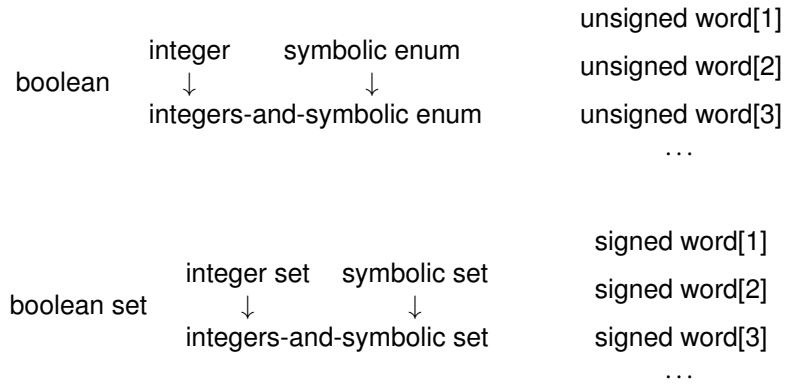 unsigned word[1]
integer symbolic enum
unsigned word[2]
boolean ↓ ↓
integers-and-symbolic enum unsigned word[3]
...
signed word[1]
integer set symbolic set
signed word[2]
boolean set ↓ ↓
integers-and-symbolic set signed word[3]
...